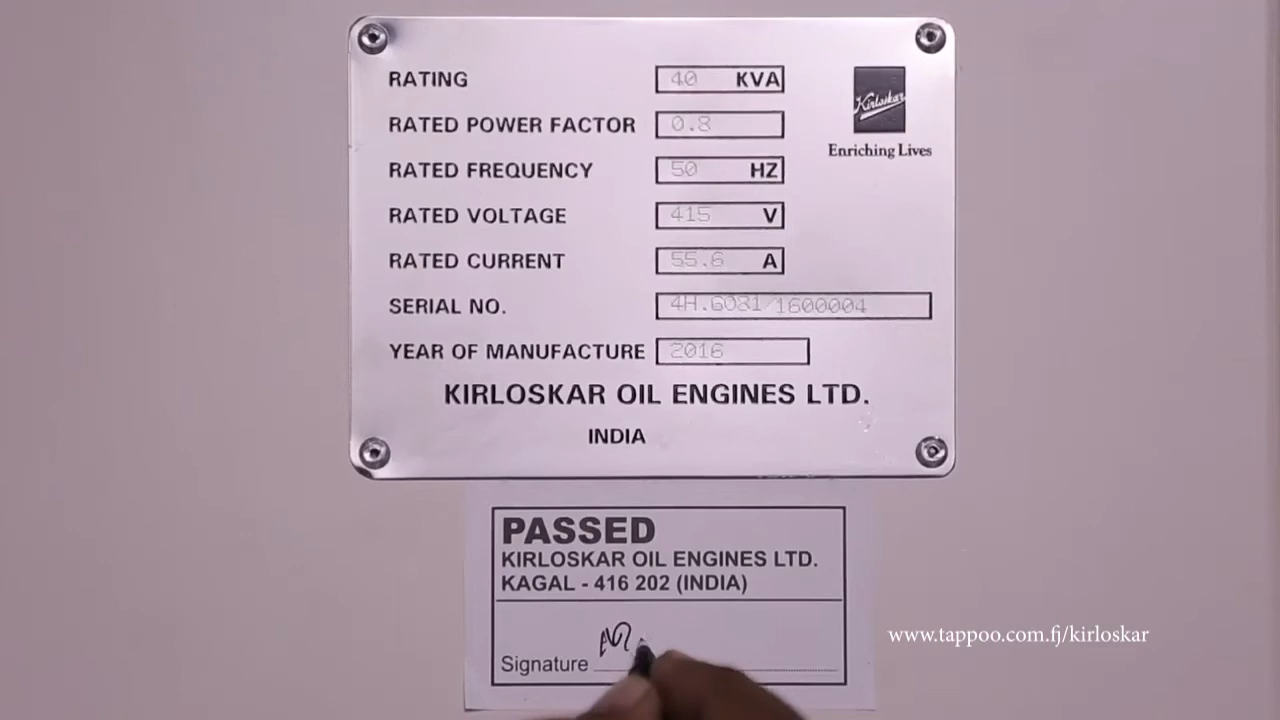 RATING 40 KVA
RATED POWER FACTOR 0.8
RATED FREQUENCY 50 HZ
RATED VOLTAGE 415 V
RATED CURRENT 55.6 A
SERIAL NO. 4H.6081/1600004
YEAR OF MANUFACTURE 2016
KIRLOSKAR OIL ENGINES LTD.
INDIA
Kirloskar
Enriching Lives
PASSED
KIRLOSKAR OIL ENGINES LTD.
KAGAL - 416 202 (INDIA)
Signature
www.tappoo.com.fj/kirloskar